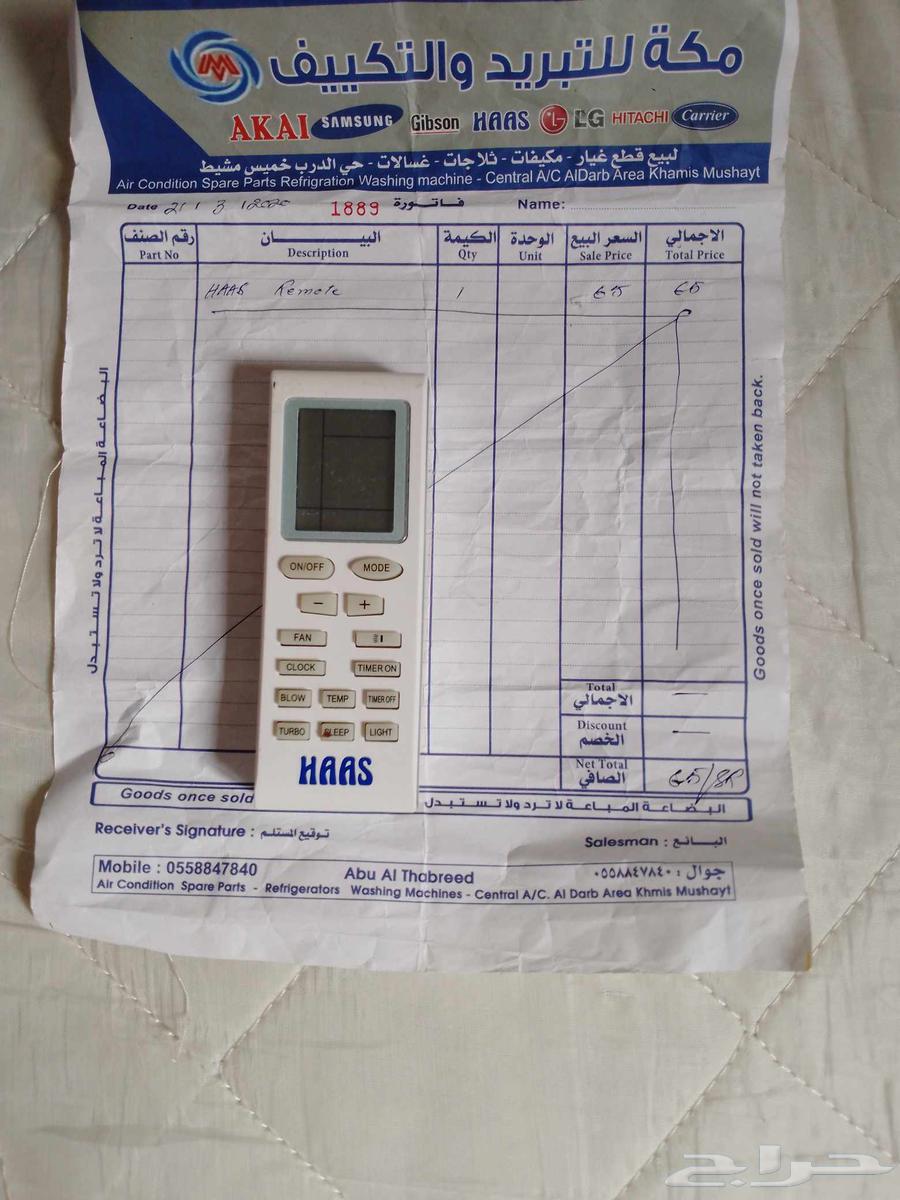 مكة للتبريد والتكييف
AKAI SAMSUNG Gibson HAAS LG HITACHI Carrier
لبيع قطع غيار - مكيفات - ثلاجات - غسالات - حي الدرب خميس مشيط
Air Condition Spare Parts Refrigration Washing machine - Central A/C AlDarb Area Khamis Mushayt
Date 21 / 3 / 2020 1889 فاتورة Name:
رقم الصنف البيان الكيمة الوحدة السعر البيع الاجمالي
Part No Description Qty Unit Sale Price Total Price
HAAS Remote 1 65 65
البضاعة المباعة لا ترد ولا تستبدل
Goods once sold will not taken back.
ON/OFF MODE
− +
FAN
CLOCK TIMER ON
BLOW TEMP TIMER OFF
TURBO SLEEP LIGHT
HAAS
Total
الاجمالي
Discount
الخصم
Net Total
الصافي 65/SR
Goods once sold البضاعة المباعة لا ترد ولا تستبدل
Receiver's Signature : توقيع المستلم : Salesman : البائع :
Mobile : 0558847840 Abu Al Thabreed جوال : ٠٥٥٨٨٤٧٨٤٠
Air Condition Spare Parts - Refrigerators Washing Machines - Central A/C. Al Darb Area Khmis Mushayt
حراج